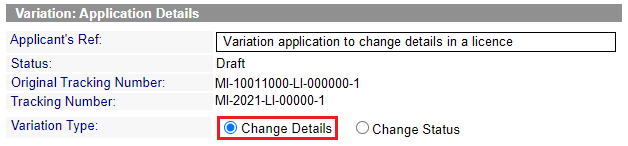 Variation: Application Details
Applicant's Ref: Variation application to change details in a licence
Status: Draft
Original Tracking Number: MI-10011000-LI-000000-1
Tracking Number: MI-2021-LI-00000-1
Variation Type: Change Details Change Status